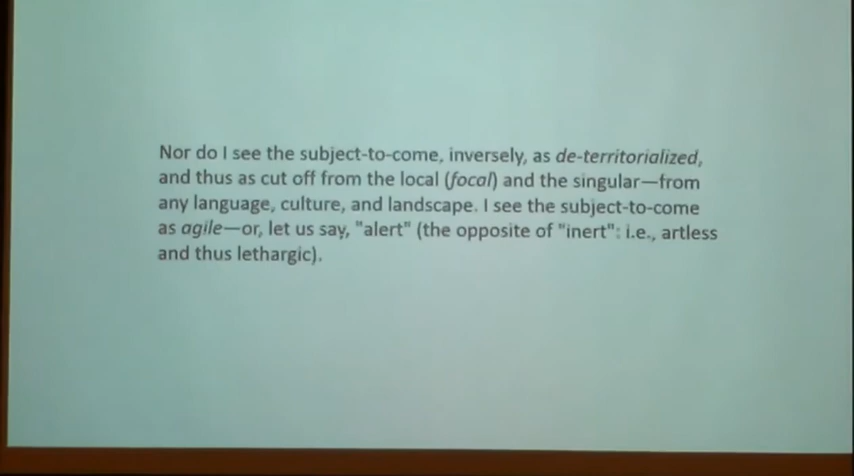 Nor do I see the subject-to-come, inversely, as de-territorialized,
and thus as cut off from the local (focal) and the singular—from
any language, culture, and landscape. I see the subject-to-come
as agile—or, let us say, "alert" (the opposite of "inert": i.e., artless
and thus lethargic).